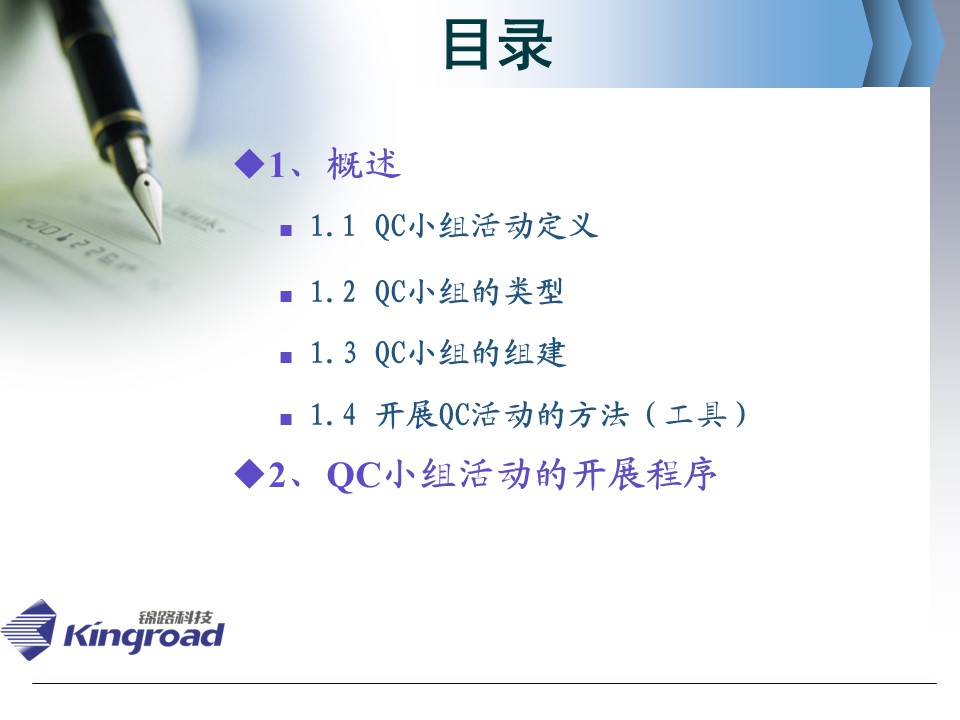 目录
◆1、概述
■ 1.1 QC小组活动定义
■ 1.2 QC小组的类型
■ 1.3 QC小组的组建
■ 1.4 开展QC活动的方法（工具）
◆2、QC小组活动的开展程序
锦路科技
Kingroad